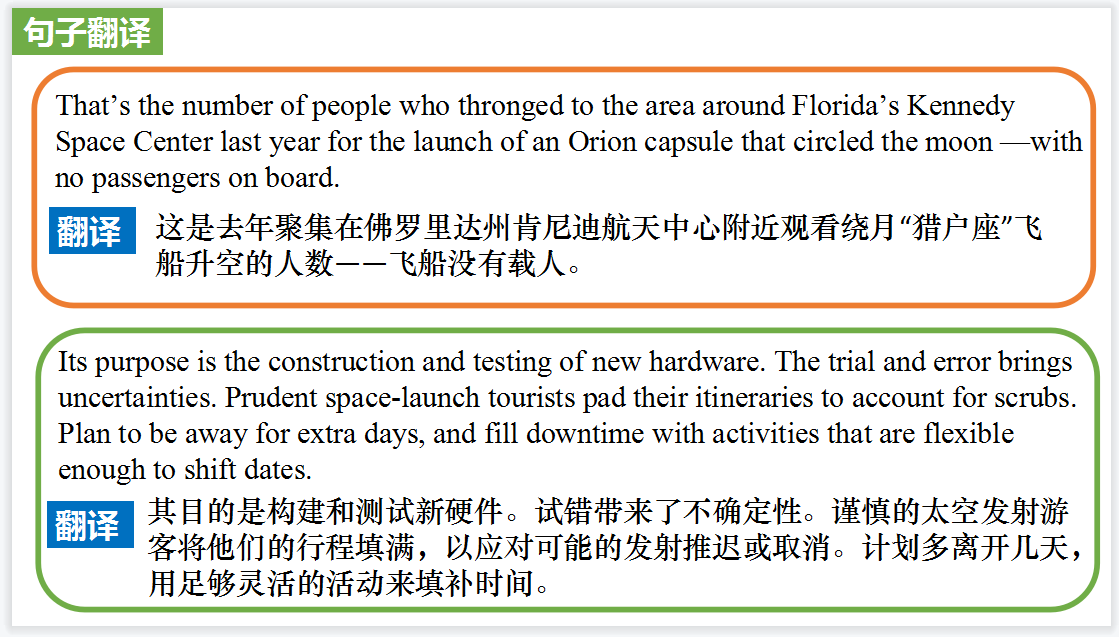 句子翻译
That’s the number of people who thronged to the area around Florida’s Kennedy
Space Center last year for the launch of an Orion capsule that circled the moon —with
no passengers on board.
翻译
这是去年聚集在佛罗里达州肯尼迪航天中心附近观看绕月“猎户座”飞
船升空的人数——飞船没有载人。
Its purpose is the construction and testing of new hardware. The trial and error brings
uncertainties. Prudent space-launch tourists pad their itineraries to account for scrubs.
Plan to be away for extra days, and fill downtime with activities that are flexible
enough to shift dates.
翻译
其目的是构建和测试新硬件。试错带来了不确定性。谨慎的太空发射游
客将他们的行程填满，以应对可能的发射推迟或取消。计划多离开几天，
用足够灵活的活动来填补时间。